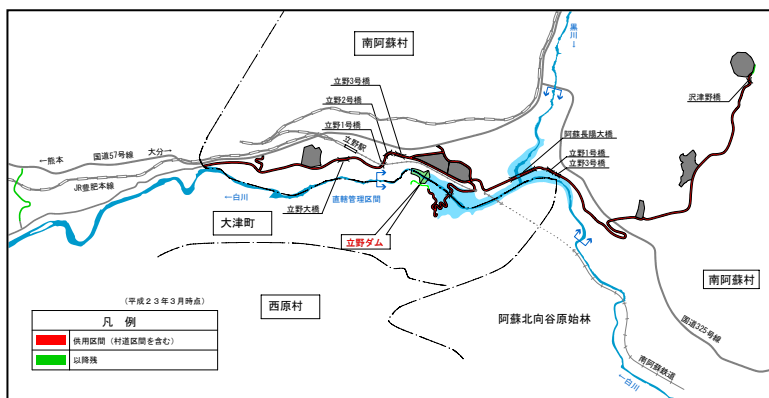 南阿蘇村
黒川↓
沢津野橋
立野3号橋
立野2号橋
立野1号橋
立野駅
阿蘇長陽大橋
立野1号橋
立野3号橋
←熊本
国道57号線
大分→
JR豊肥本線
←白川
直轄管理区間
立野大橋
大津町
立野ダム
南阿蘇村
西原村
阿蘇北向谷原始林
国道325号線
南阿蘇鉄道
←白川
(平成23年3月時点)
凡 例
供用区間(村道区間を含む)
以降残